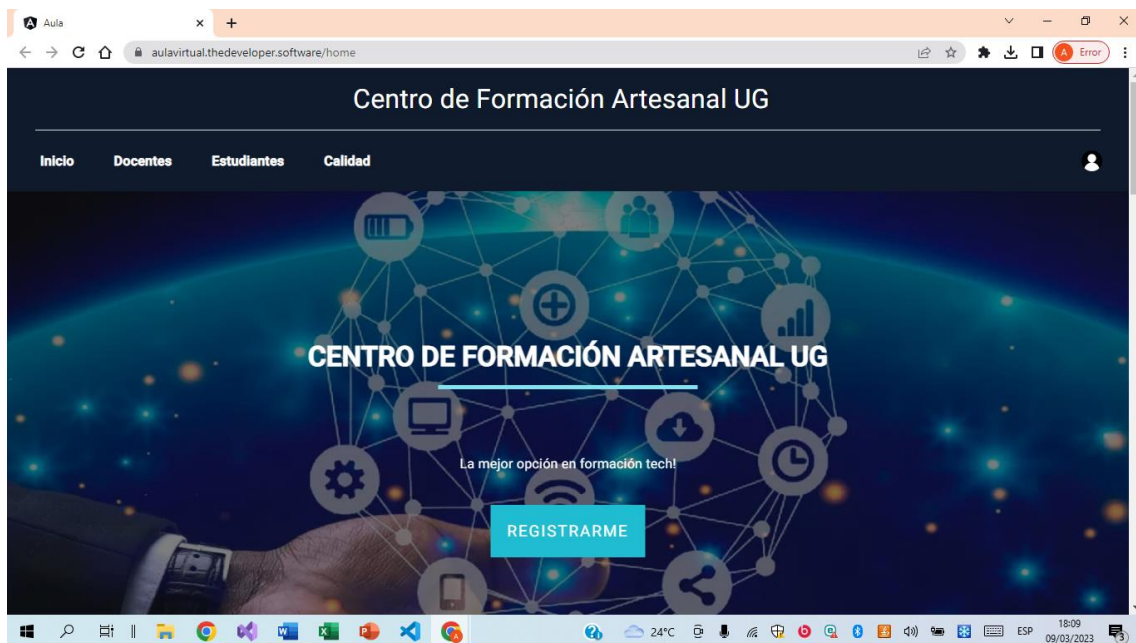 Aula
aulavirtual.thedeveloper.software/home
A Error
Centro de Formación Artesanal UG
Inicio Docentes Estudiantes Calidad
CENTRO DE FORMACIÓN ARTESANAL UG
La mejor opción en formación tech!
REGISTRARME
24°C ESP 18:09
09/03/2023